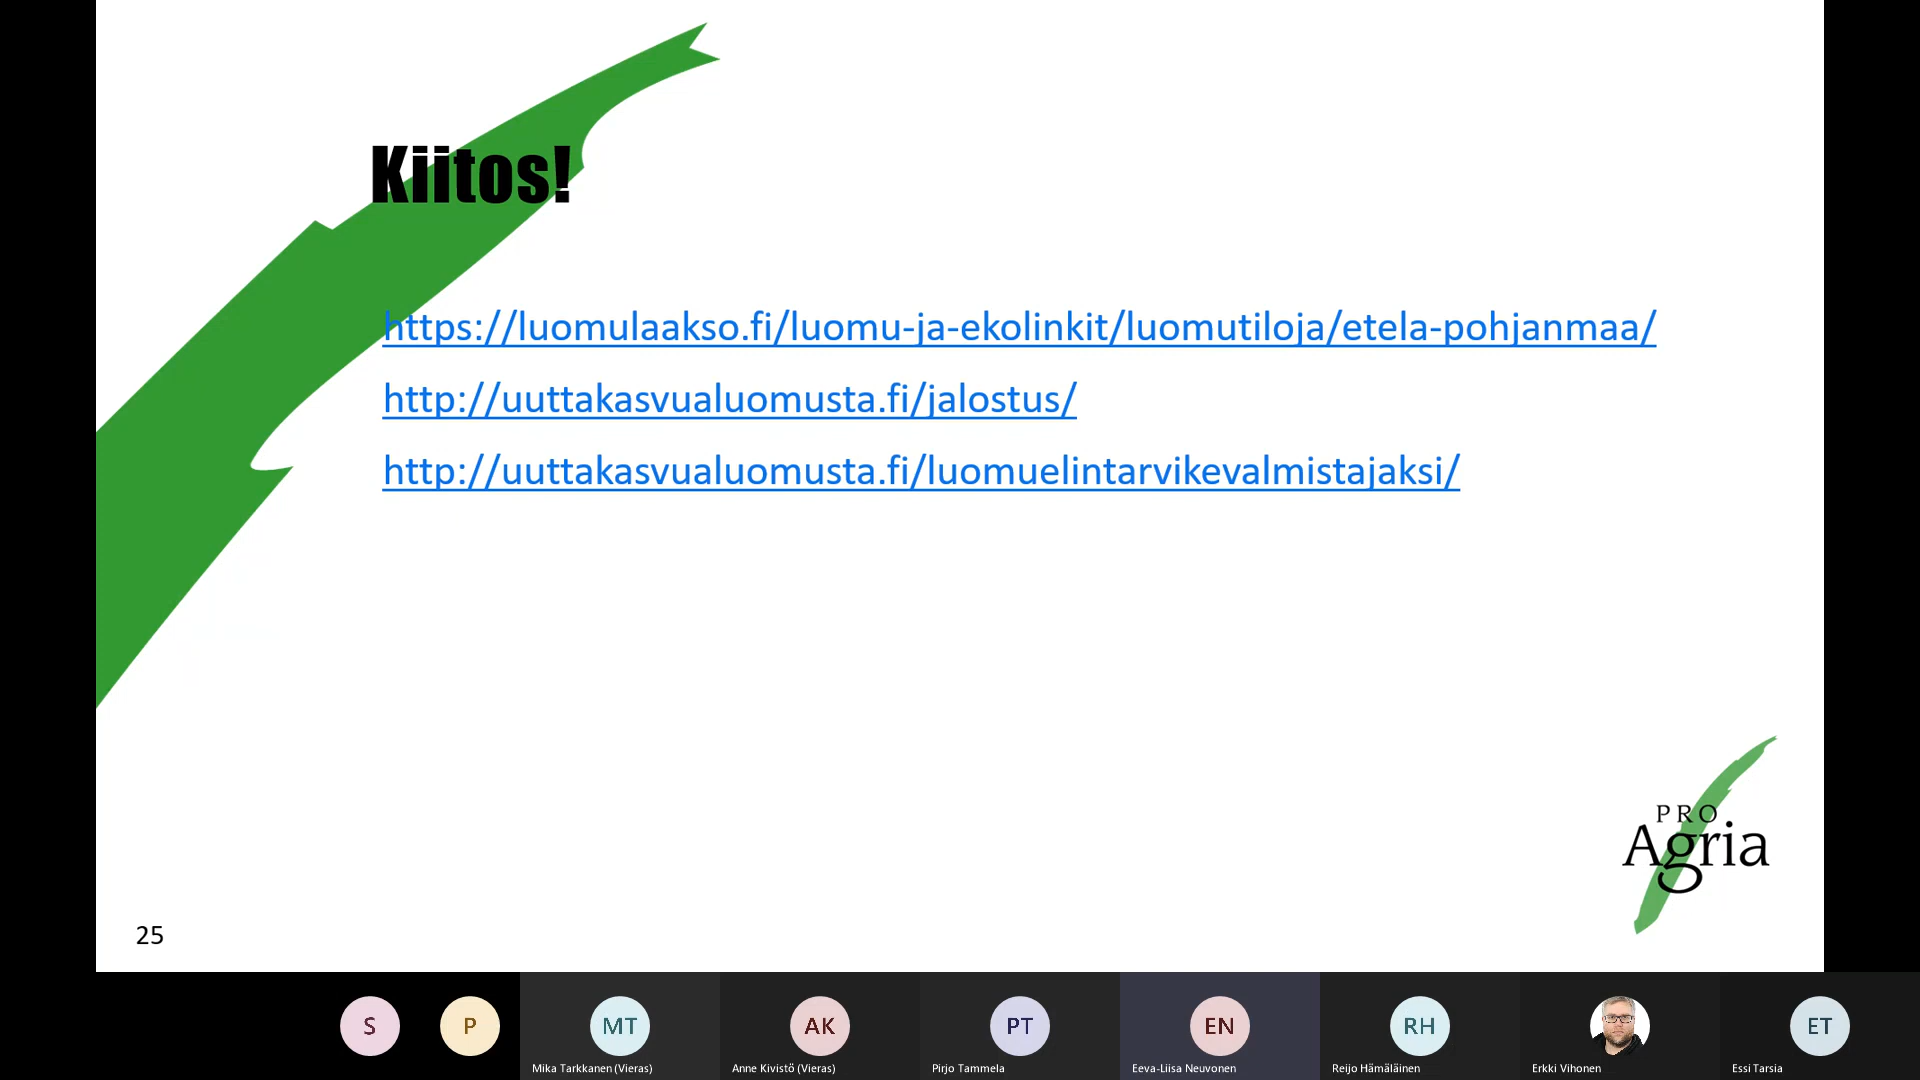 Kiitos!
https://luomulaakso.fi/luomu-ja-ekolinkit/luomutiloja/etela-pohjanmaa/
http://uuttakasvualuomusta.fi/jalostus/
http://uuttakasvualuomusta.fi/luomuelintarvikevalmistajaksi/
PRO
Agria
25
S
P
MT
AK
PT
EN
RH
ET
Mika Tarkkanen (Vieras)
Anne Kivistö (Vieras)
Pirjo Tammela
Eeva-Liisa Neuvonen
Reijo Hämäläinen
Erkki Vihonen
Essi Tarsia